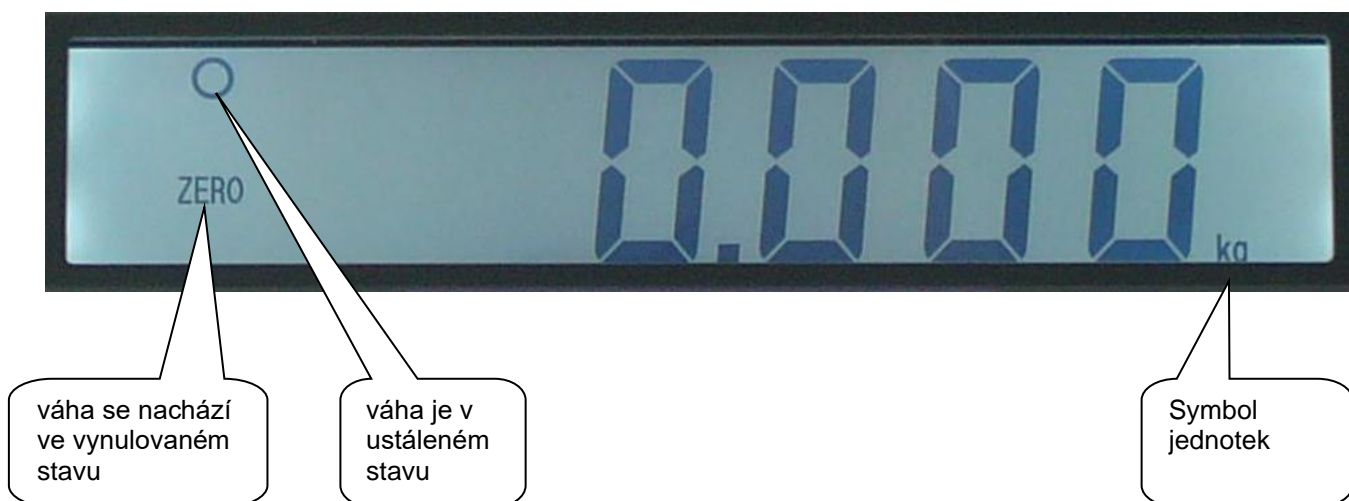 ZERO
0.000 kg
váha se nachází
ve vynulovaném
stavu
váha je v
ustáleném
stavu
Symbol
jednotek